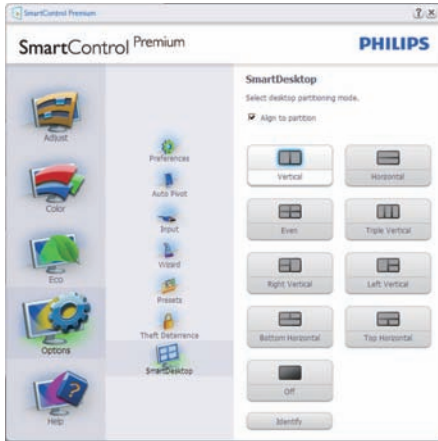 SmartControl Premium
SmartControl Premium
PHILIPS
Adjust
Color
Eco
Options
Help
Preferences
Auto Pivot
Input
Wizard
Presets
Theft Deterrence
SmartDesktop
SmartDesktop
Select desktop partitioning mode.
Align to partition
Vertical
Horizontal
Even
Triple Vertical
Right Vertical
Left Vertical
Bottom Horizontal
Top Horizontal
Off
Identify